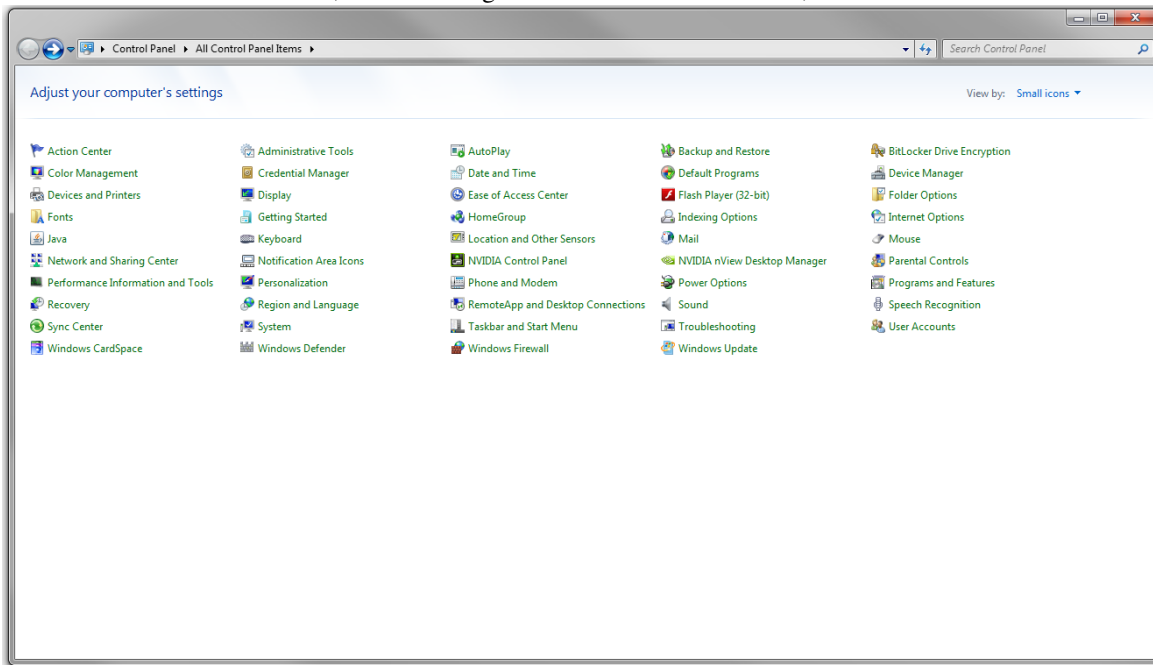 Control Panel All Control Panel Items
Search Control Panel
Adjust your computer's settings
View by: Small icons
Action Center Administrative Tools AutoPlay Backup and Restore BitLocker Drive Encryption
Color Management Credential Manager Date and Time Default Programs Device Manager
Devices and Printers Display Ease of Access Center Flash Player (32-bit) Folder Options
Fonts Getting Started HomeGroup Indexing Options Internet Options
Java Keyboard Location and Other Sensors Mail Mouse
Network and Sharing Center Notification Area Icons NVIDIA Control Panel NVIDIA nView Desktop Manager Parental Controls
Performance Information and Tools Personalization Phone and Modem Power Options Programs and Features
Recovery Region and Language RemoteApp and Desktop Connections Sound Speech Recognition
Sync Center System Taskbar and Start Menu Troubleshooting User Accounts
Windows CardSpace Windows Defender Windows Firewall Windows Update